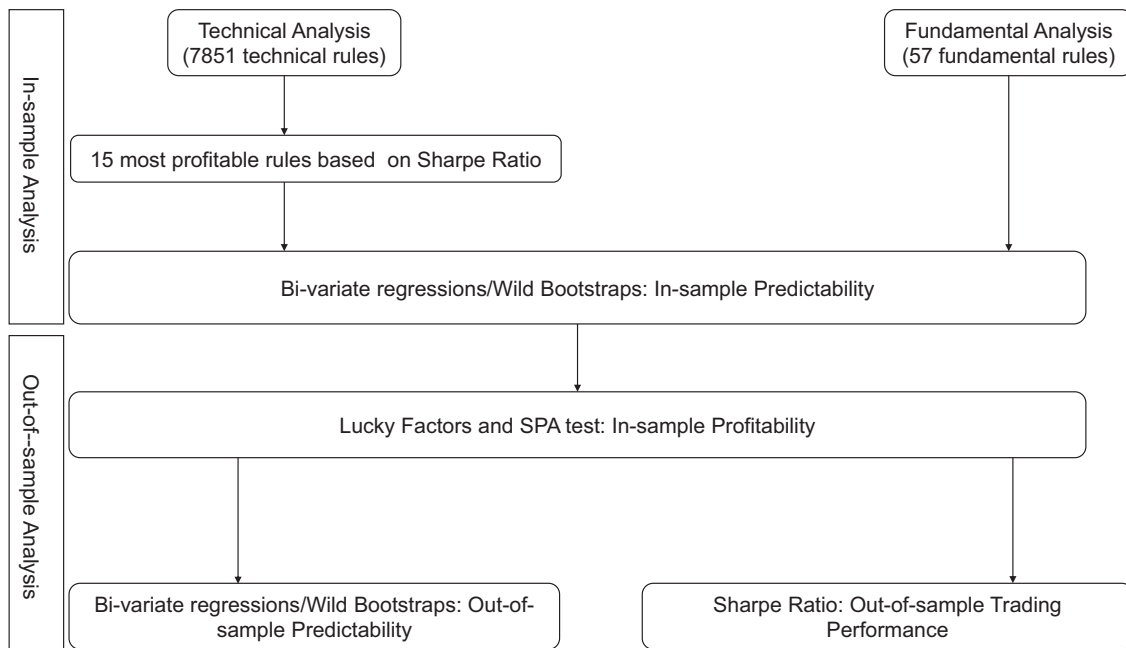 In-sample Analysis
Technical Analysis
(7851 technical rules)
Fundamental Analysis
(57 fundamental rules)
15 most profitable rules based on Sharpe Ratio
Bi-variate regressions/Wild Bootstraps: In-sample Predictability
Out-of--sample Analysis
Lucky Factors and SPA test: In-sample Profitability
Bi-variate regressions/Wild Bootstraps: Out-of-
sample Predictability
Sharpe Ratio: Out-of-sample Trading
Performance